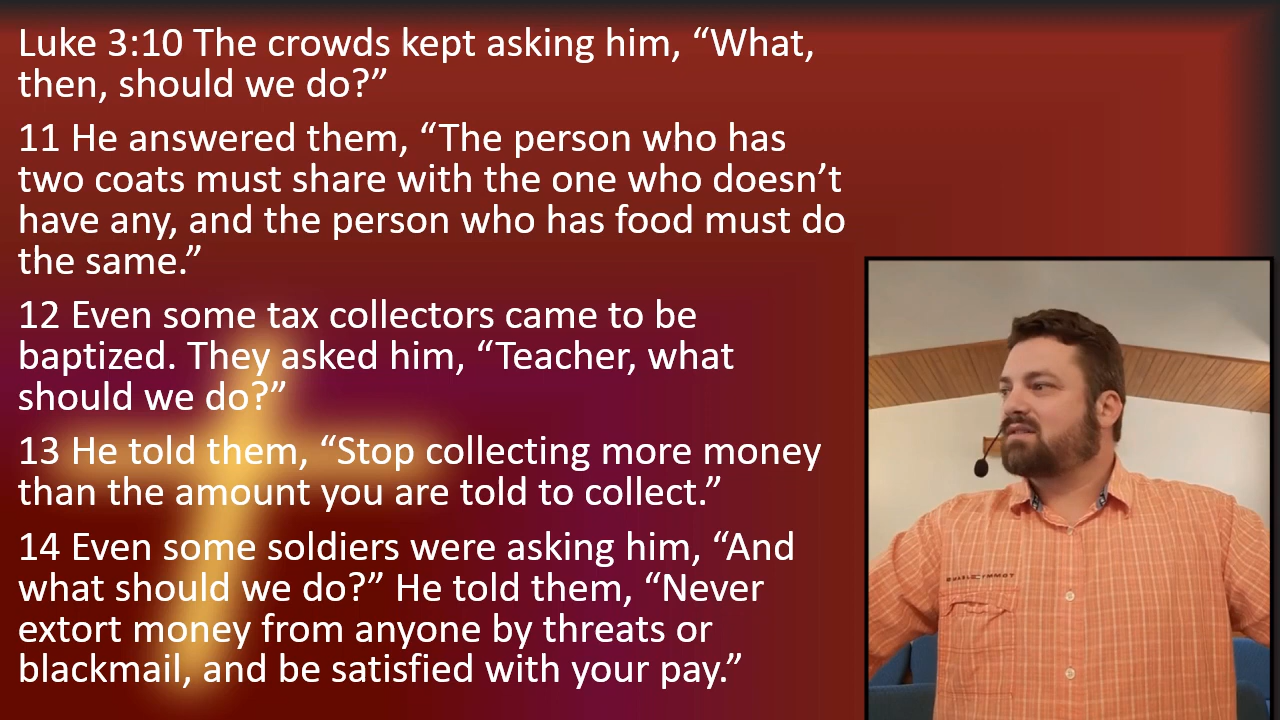 Luke 3:10 The crowds kept asking him, “What,
then, should we do?”
11 He answered them, “The person who has
two coats must share with the one who doesn’t
have any, and the person who has food must do
the same.”
12 Even some tax collectors came to be
baptized. They asked him, “Teacher, what
should we do?”
13 He told them, “Stop collecting more money
than the amount you are told to collect.”
14 Even some soldiers were asking him, “And
what should we do?” He told them, “Never
extort money from anyone by threats or
blackmail, and be satisfied with your pay.”